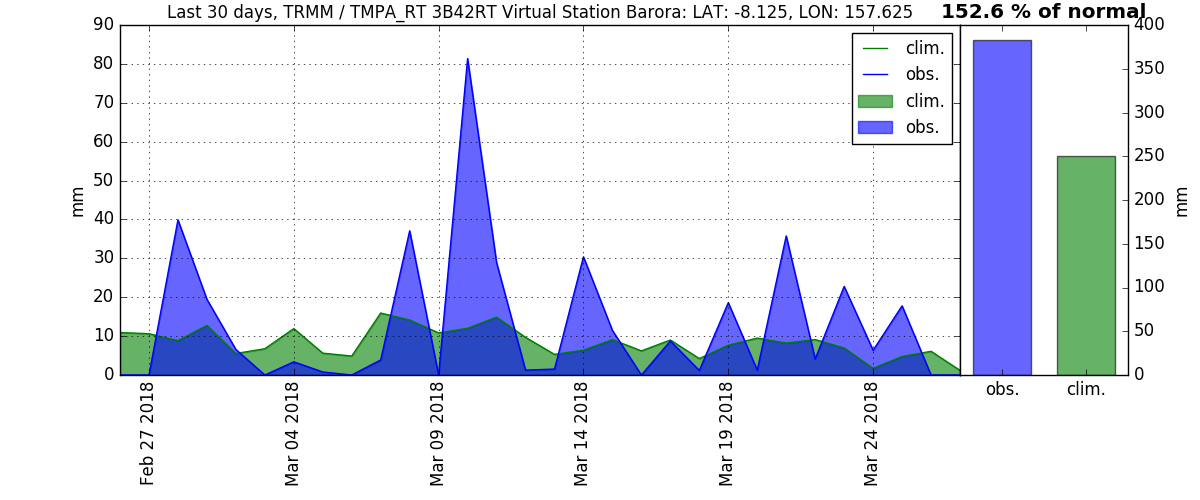 Last 30 days, TRMM / TMPA_RT 3B42RT Virtual Station Barora: LAT: -8.125, LON: 157.625
152.6 % of normal
90
80
70
60
50
40
30
20
10
0
mm
clim.
obs.
clim.
obs.
Feb 27 2018
Mar 04 2018
Mar 09 2018
Mar 14 2018
Mar 19 2018
Mar 24 2018
400
350
300
250
200
150
100
50
0
mm
obs.
clim.